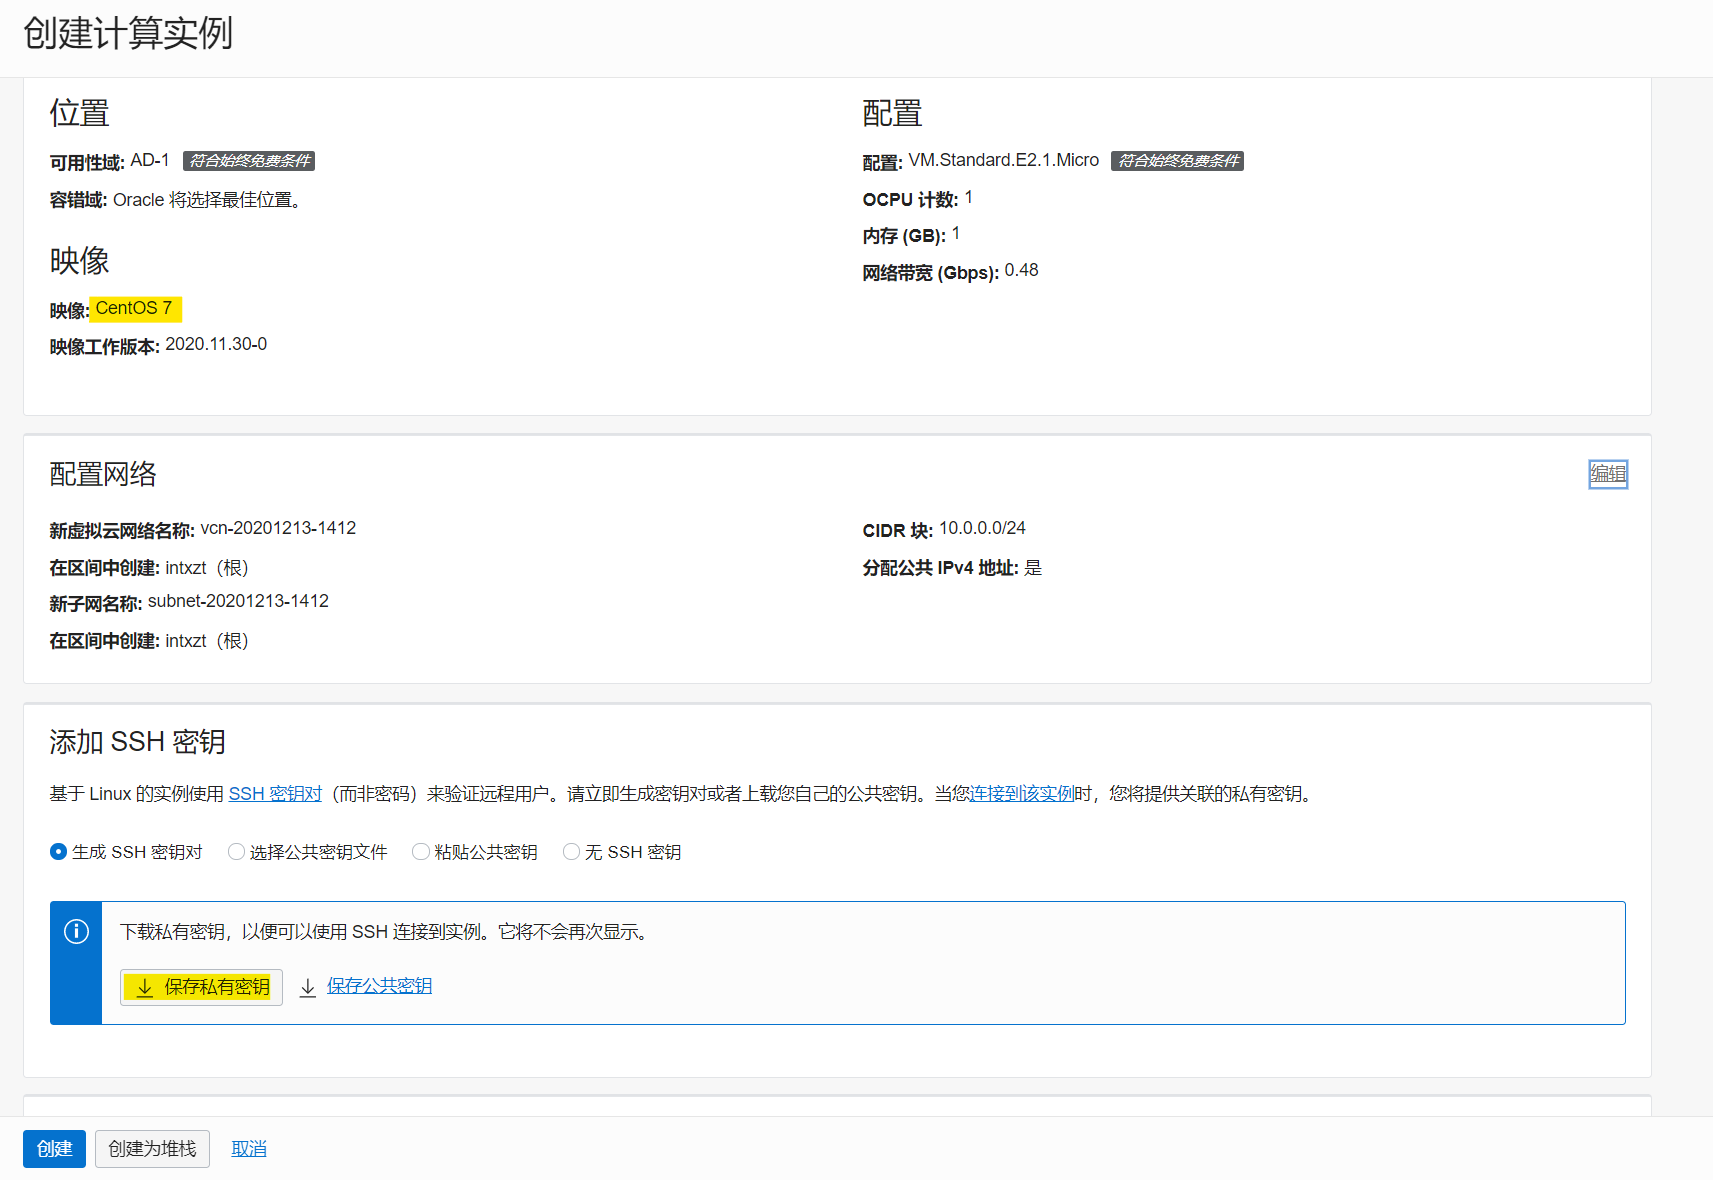 创建计算实例
位置
可用性域: AD-1 符合始终免费条件
容错域: Oracle 将选择最佳位置。
映像
映像: CentOS 7
映像工作版本: 2020.11.30-0
配置
配置: VM.Standard.E2.1.Micro 符合始终免费条件
OCPU 计数: 1
内存 (GB): 1
网络带宽 (Gbps): 0.48
配置网络
编辑
新虚拟云网络名称: vcn-20201213-1412
在区间中创建: intxzt（根）
新子网名称: subnet-20201213-1412
在区间中创建: intxzt（根）
CIDR 块: 10.0.0.0/24
分配公共 IPv4 地址: 是
添加 SSH 密钥
基于 Linux 的实例使用 SSH 密钥对（而非密码）来验证远程用户。请立即生成密钥对或者上载您自己的公共密钥。当您连接到该实例时，您将提供关联的私有密钥。
生成 SSH 密钥对 选择公共密钥文件 粘贴公共密钥 无 SSH 密钥
下载私有密钥，以便可以使用 SSH 连接到实例。它将不会再次显示。
保存私有密钥 保存公共密钥
创建 创建为堆栈 取消